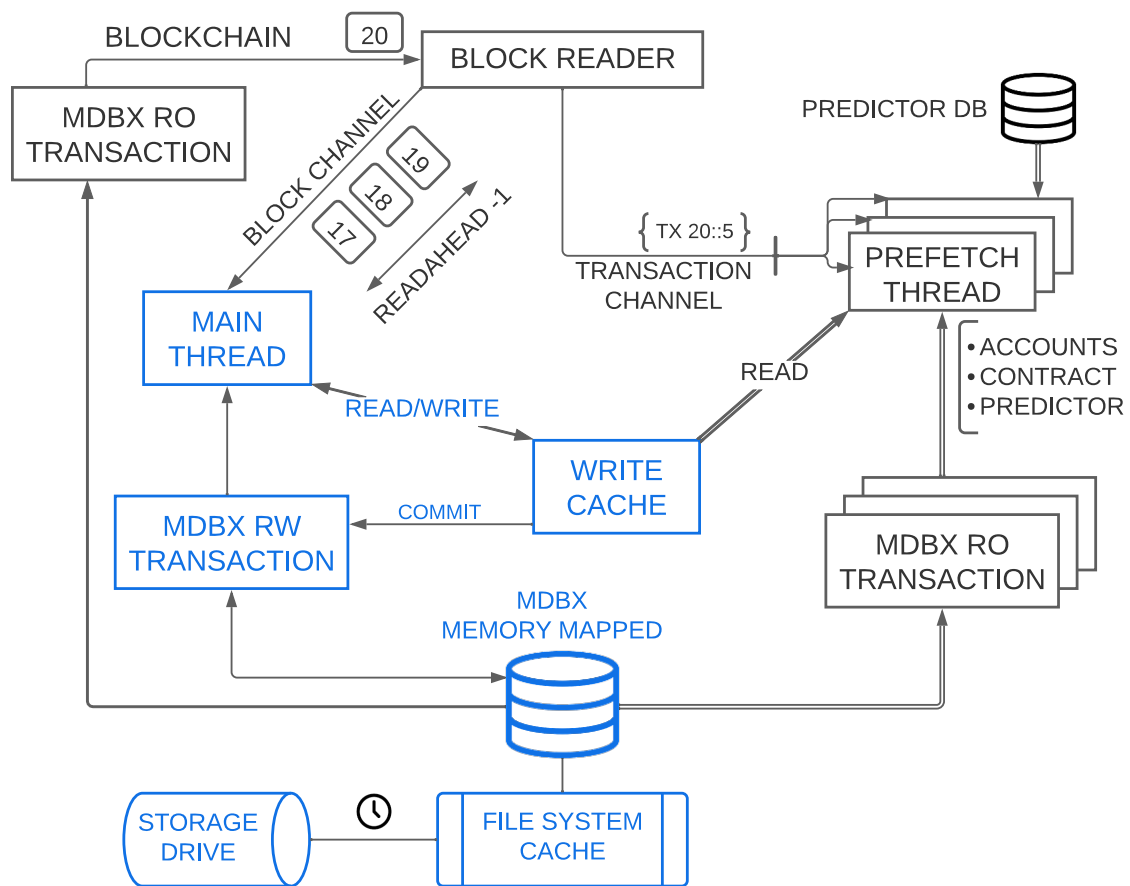 BLOCKCHAIN
20
BLOCK READER
MDBX RO
TRANSACTION
PREDICTOR DB
BLOCK CHANNEL
19
18
17
READAHEAD -1
{ TX 20::5 }
TRANSACTION
CHANNEL
PREFETCH
THREAD
MAIN
THREAD
• ACCOUNTS
• CONTRACT
• PREDICTOR
READ
READ/WRITE
WRITE
CACHE
COMMIT
MDBX RW
TRANSACTION
MDBX RO
TRANSACTION
MDBX
MEMORY MAPPED
STORAGE
DRIVE
FILE SYSTEM
CACHE